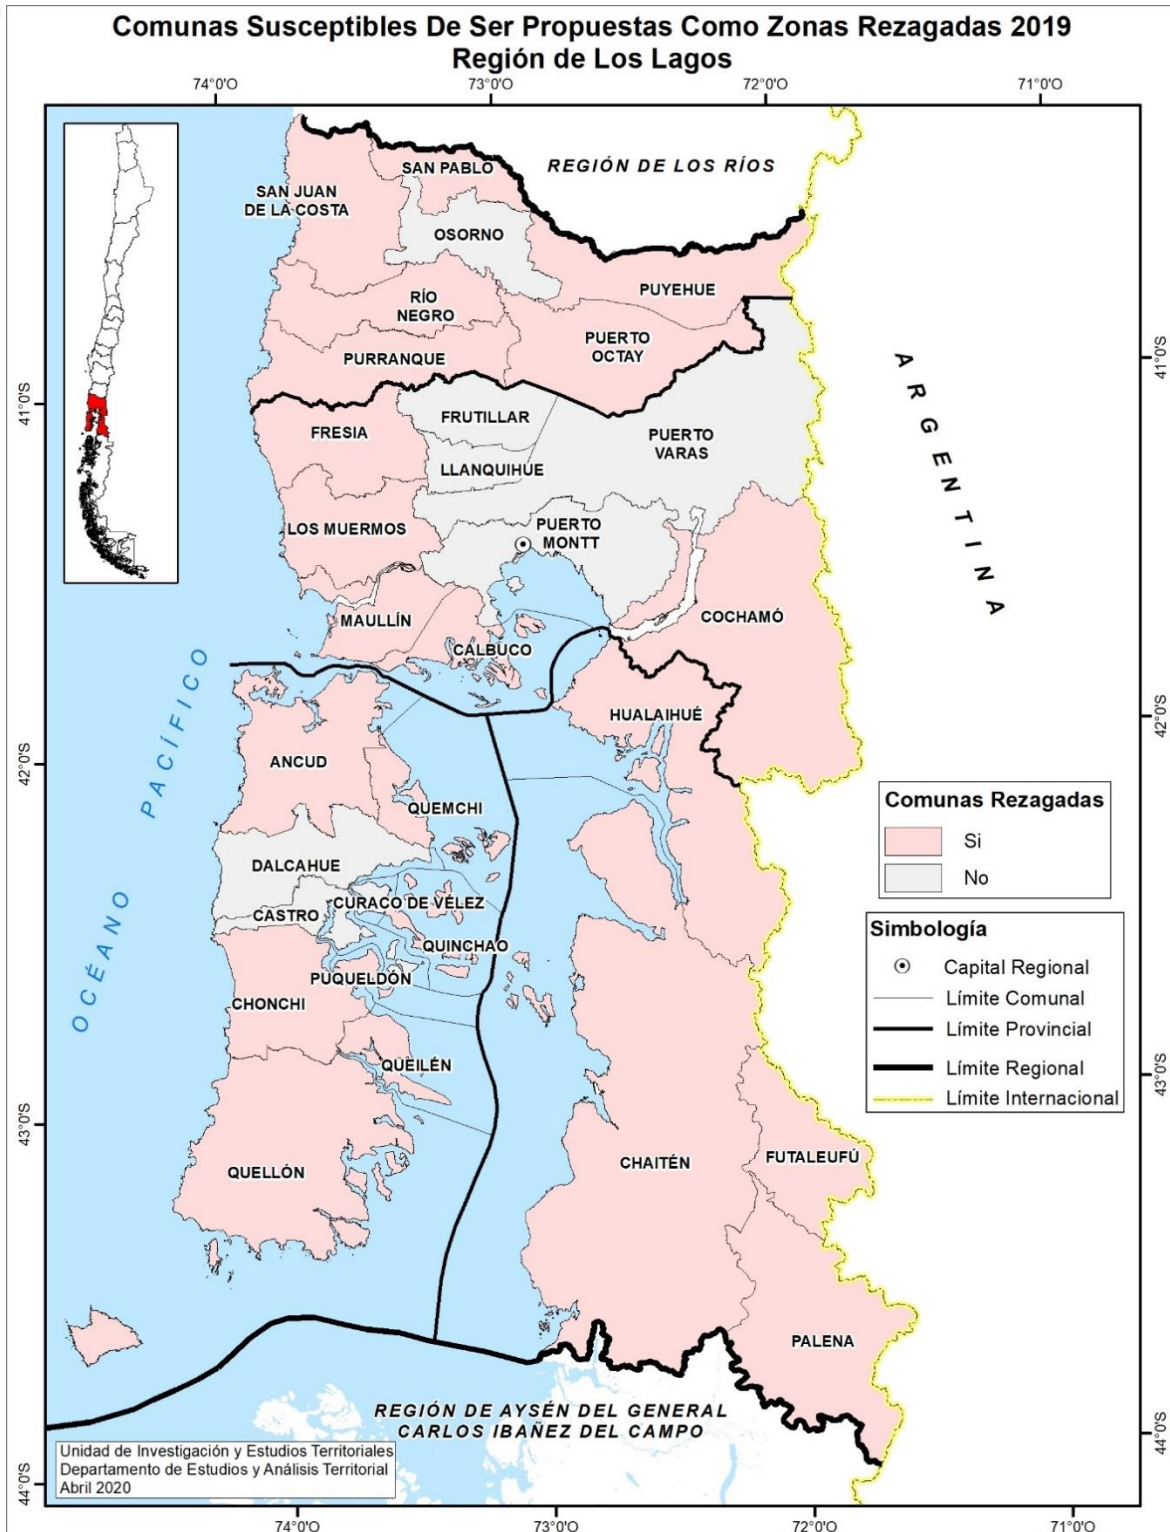 Comunas Susceptibles De Ser Propuestas Como Zonas Rezagadas 2019
Región de Los Lagos
74°0'O
73°0'O
72°0'O
71°0'O
REGIÓN DE LOS RÍOS
SAN PABLO
SAN JUAN
DE LA COSTA
OSORNO
PUYEHUE
RÍO
NEGRO
PUERTO
OCTAY
PURRANQUE
41°0'S
41°0'S
FRUTILLAR
FRESIA
PUERTO
VARAS
LLANQUIHUE
LOS MUERMOS
PUERTO
MONTT
ARGENTINA
MAULLÍN
COCHAMÓ
CALBUCO
HUALAIHUÉ
42°0'S
42°0'S
ANCUD
OCÉANO PACÍFICO
QUEMCHI
DALCAHUE
CURACO DE VÉLEZ
CASTRO
QUINCHAO
PUQUELDÓN
CHONCHI
QUEILÉN
43°0'S
43°0'S
FUTALEUFÚ
CHAITÉN
QUELLÓN
PALENA
Comunas Rezagadas
Si
No
Simbología
Capital Regional
Límite Comunal
Límite Provincial
Límite Regional
Límite Internacional
REGIÓN DE AYSÉN DEL GENERAL
CARLOS IBAÑEZ DEL CAMPO
44°0'S
44°0'S
Unidad de Investigación y Estudios Territoriales
Departamento de Estudios y Análisis Territorial
Abril 2020
74°0'O
73°0'O
72°0'O
71°0'O